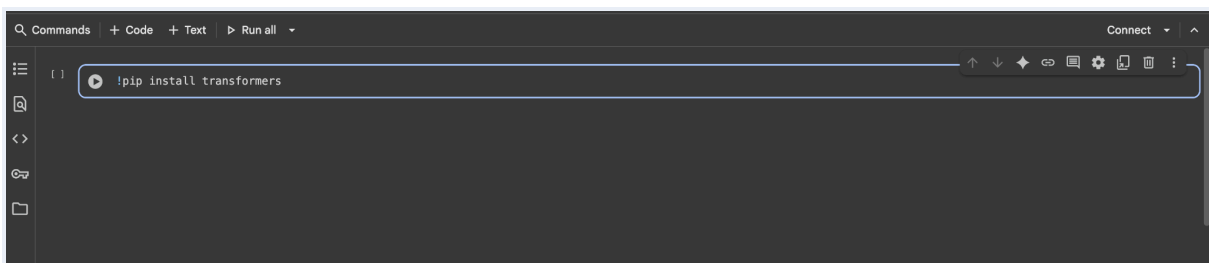 Commands + Code + Text Run all Connect
[ ] !pip install transformers